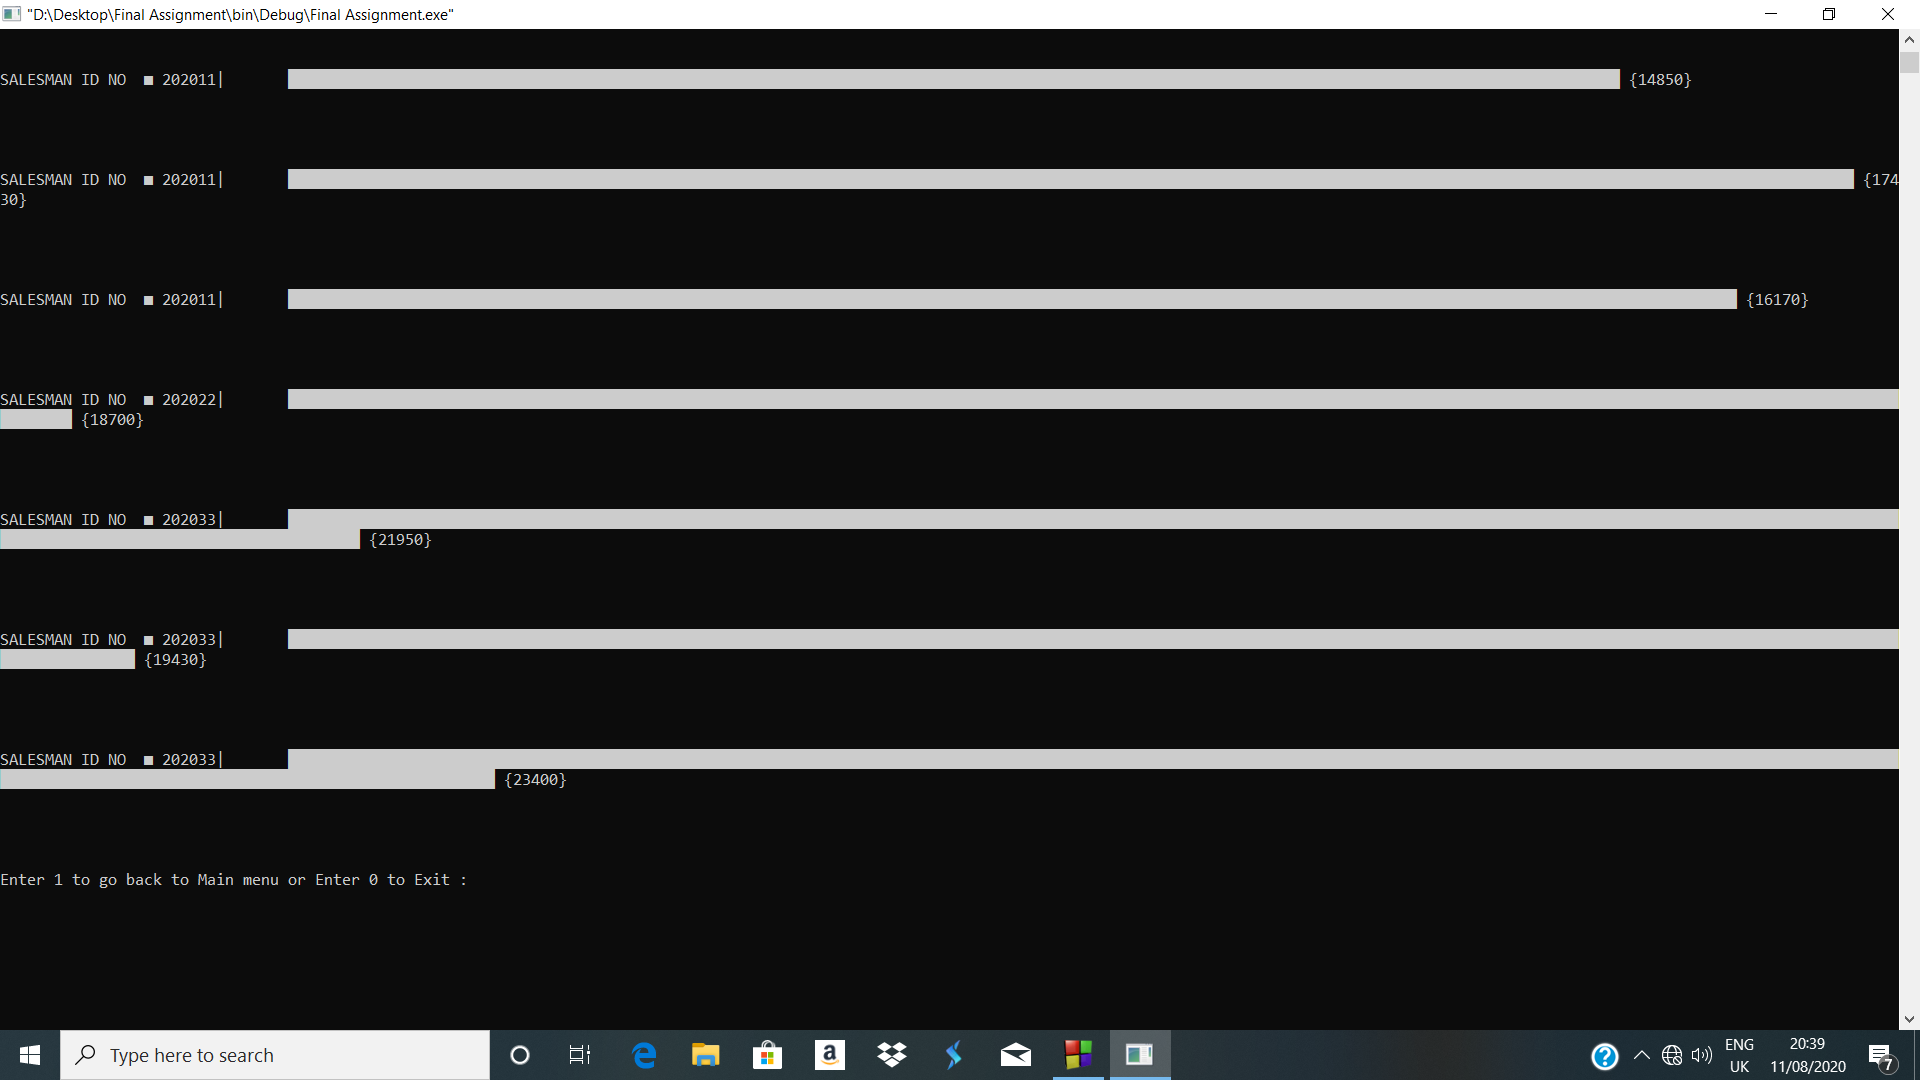 "D:\Desktop\Final Assignment\bin\Debug\Final Assignment.exe"
SALESMAN ID NO ■ 202011| {14850}
SALESMAN ID NO ■ 202011| {174
30}
SALESMAN ID NO ■ 202011| {16170}
SALESMAN ID NO ■ 202022|
{18700}
SALESMAN ID NO ■ 202033|
{21950}
SALESMAN ID NO ■ 202033|
{19430}
SALESMAN ID NO ■ 202033|
{23400}
Enter 1 to go back to Main menu or Enter 0 to Exit :
Type here to search
a
?
ENG
UK
20:39
11/08/2020
7